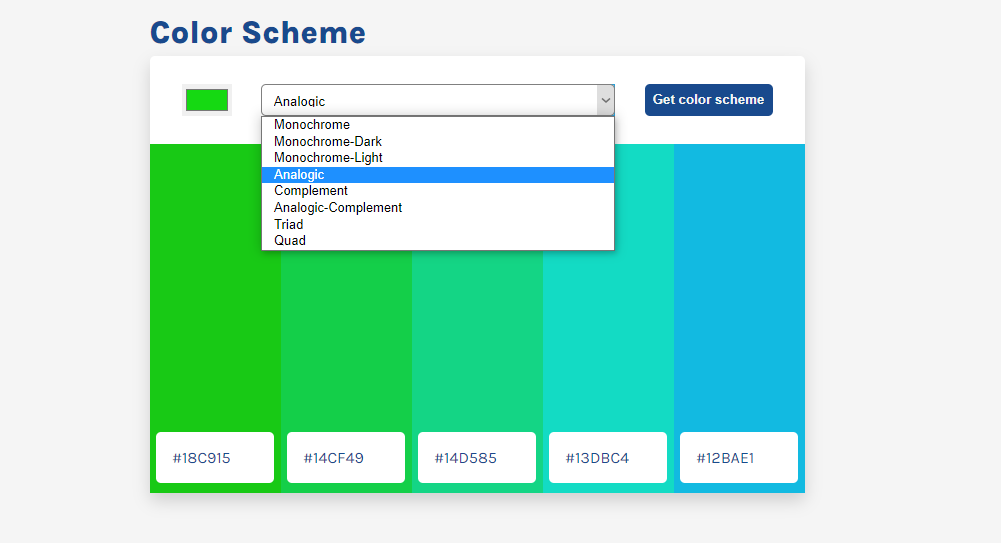 Color Scheme
Analogic
Get color scheme
Monochrome
Monochrome-Dark
Monochrome-Light
Analogic
Complement
Analogic-Complement
Triad
Quad
#18C915
#14CF49
#14D585
#13DBC4
#12BAE1